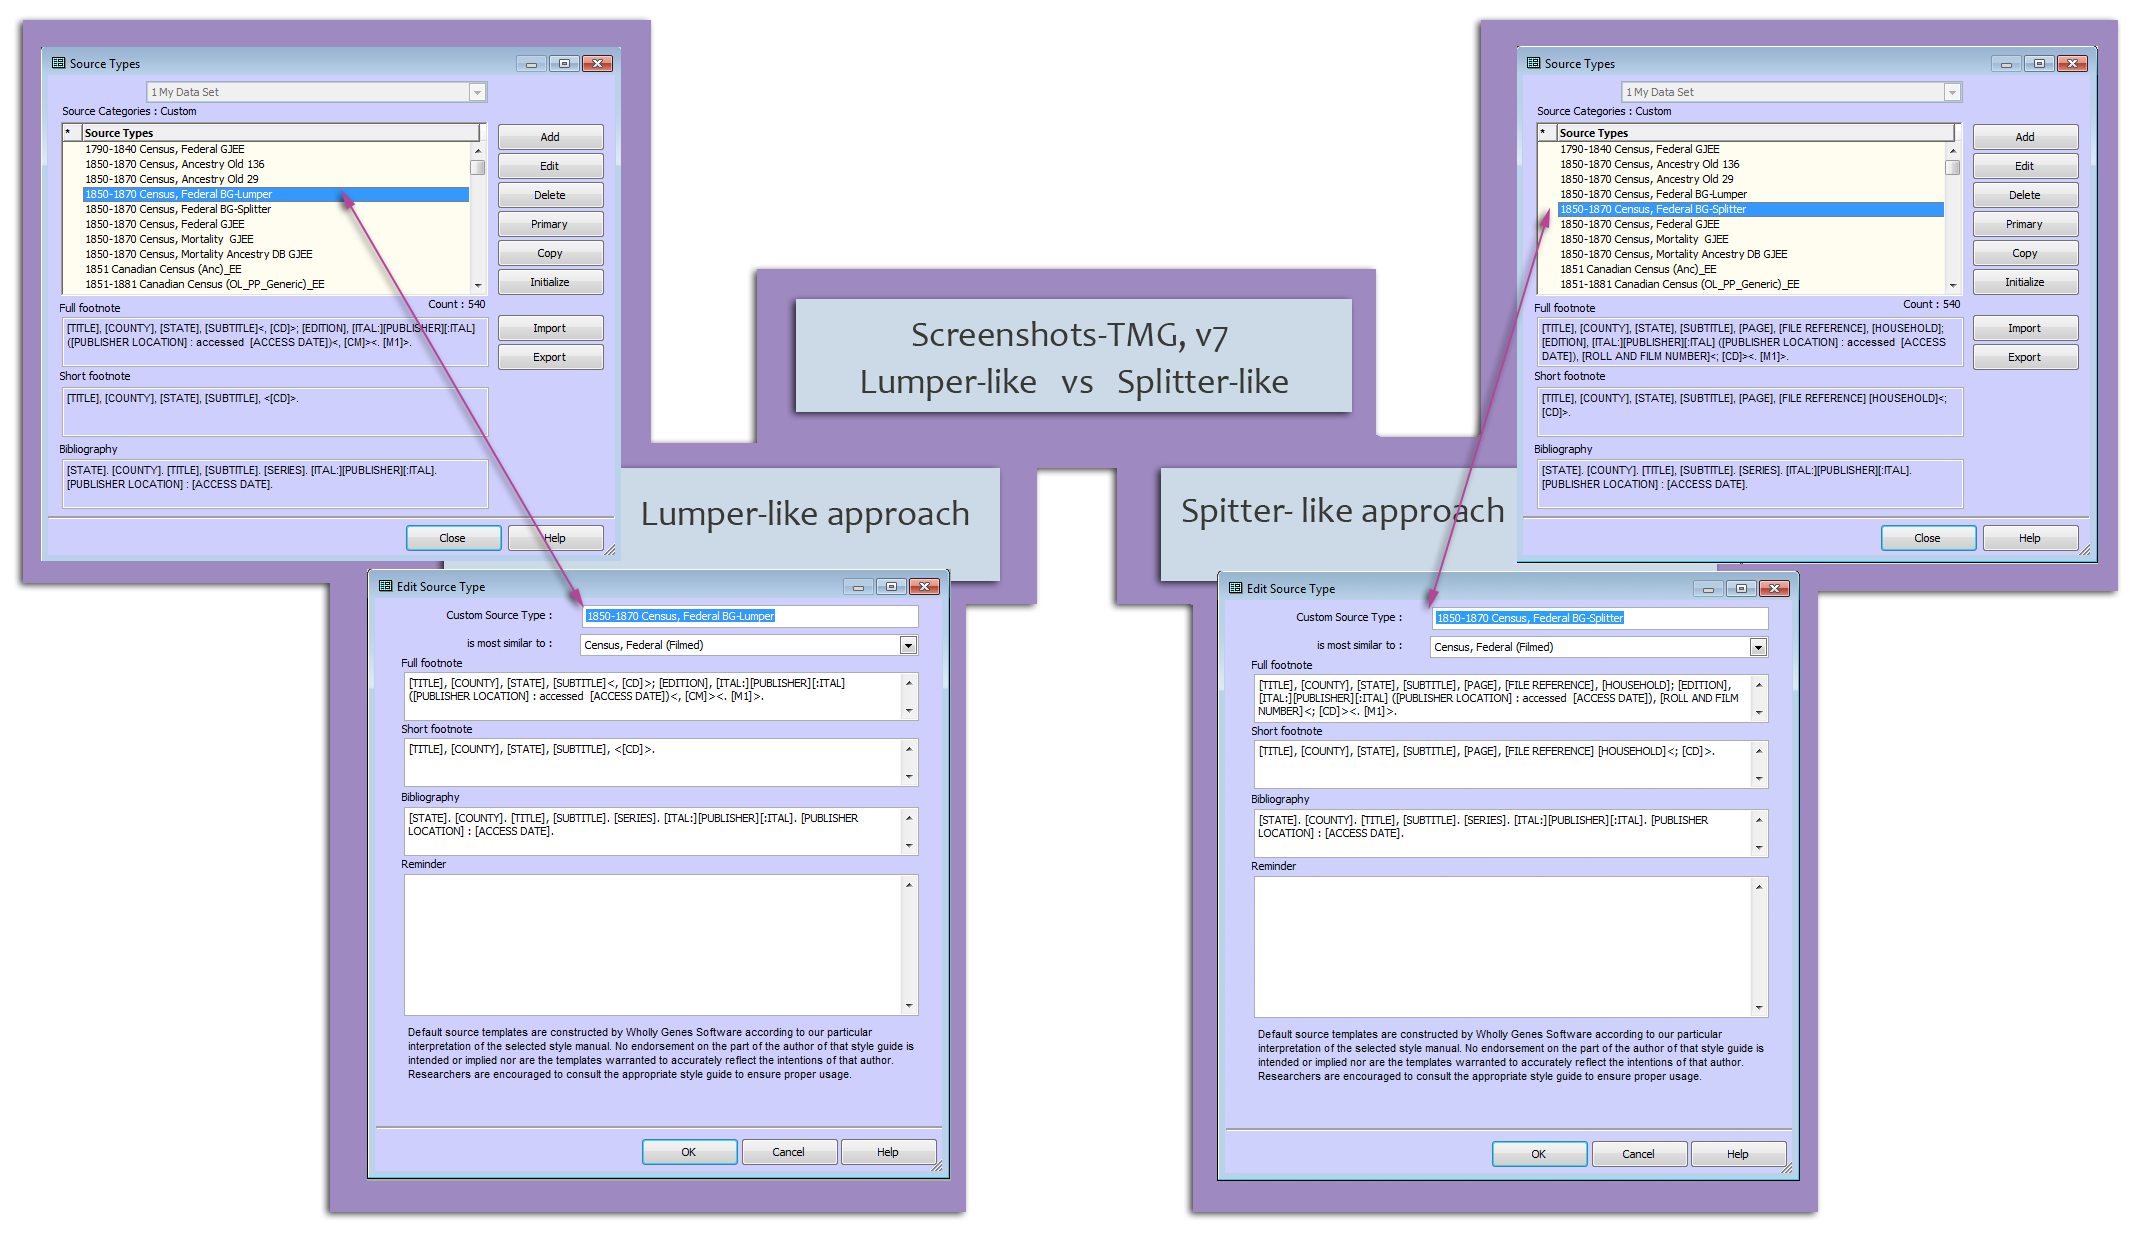 Source Types
1 My Data Set
Source Categories : Custom
* Source Types
1790-1840 Census, Federal GJEE
1850-1870 Census, Ancestry Old 136
1850-1870 Census, Ancestry Old 29
1850-1870 Census, Federal BG-Lumper
1850-1870 Census, Federal BG-Splitter
1850-1870 Census, Federal GJEE
1850-1870 Census, Mortality  GJEE
1850-1870 Census, Mortality Ancestry DB GJEE
1851 Canadian Census (Anc)_EE
1851-1881 Canadian Census (OL_PP_Generic)_EE
Add
Edit
Delete
Primary
Copy
Initialize
Count : 540
Full footnote
[TITLE], [COUNTY], [STATE], [SUBTITLE]<, [CD]>; [EDITION], [ITAL:][PUBLISHER][:ITAL]
([PUBLISHER LOCATION] : accessed  [ACCESS DATE])<, [CM]><. [M1]>.
Import
Export
Short footnote
[TITLE], [COUNTY], [STATE], [SUBTITLE], <[CD]>.
Bibliography
[STATE]. [COUNTY]. [TITLE], [SUBTITLE]. [SERIES]. [ITAL:][PUBLISHER][:ITAL].
[PUBLISHER LOCATION] : [ACCESS DATE].
Close
Help
Screenshots-TMG, v7
Lumper-like   vs   Splitter-like
Source Types
1 My Data Set
Source Categories : Custom
* Source Types
1790-1840 Census, Federal GJEE
1850-1870 Census, Ancestry Old 136
1850-1870 Census, Ancestry Old 29
1850-1870 Census, Federal BG-Lumper
1850-1870 Census, Federal BG-Splitter
1850-1870 Census, Federal GJEE
1850-1870 Census, Mortality  GJEE
1850-1870 Census, Mortality Ancestry DB GJEE
1851 Canadian Census (Anc)_EE
1851-1881 Canadian Census (OL_PP_Generic)_EE
Add
Edit
Delete
Primary
Copy
Initialize
Count : 540
Full footnote
[TITLE], [COUNTY], [STATE], [SUBTITLE], [PAGE], [FILE REFERENCE], [HOUSEHOLD];
[EDITION], [ITAL:][PUBLISHER][:ITAL] ([PUBLISHER LOCATION] : accessed  [ACCESS
DATE]), [ROLL AND FILM NUMBER]<; [CD]><. [M1]>.
Import
Export
Short footnote
[TITLE], [COUNTY], [STATE], [SUBTITLE], [PAGE], [FILE REFERENCE] [HOUSEHOLD]<;
[CD]>.
Bibliography
[STATE]. [COUNTY]. [TITLE], [SUBTITLE]. [SERIES]. [ITAL:][PUBLISHER][:ITAL].
[PUBLISHER LOCATION] : [ACCESS DATE].
Close
Help
Lumper-like approach
Spitter- like approach
Edit Source Type
Custom Source Type :
1850-1870 Census, Federal BG-Lumper
is most similar to :
Census, Federal (Filmed)
Full footnote
[TITLE], [COUNTY], [STATE], [SUBTITLE]<, [CD]>; [EDITION], [ITAL:][PUBLISHER][:ITAL]
([PUBLISHER LOCATION] : accessed  [ACCESS DATE])<, [CM]><. [M1]>.
Short footnote
[TITLE], [COUNTY], [STATE], [SUBTITLE], <[CD]>.
Bibliography
[STATE]. [COUNTY]. [TITLE], [SUBTITLE]. [SERIES]. [ITAL:][PUBLISHER][:ITAL]. [PUBLISHER
LOCATION] : [ACCESS DATE].
Reminder
Default source templates are constructed by Wholly Genes Software according to our particular
interpretation of the selected style manual. No endorsement on the part of the author of that style guide is
intended or implied nor are the templates warranted to accurately reflect the intentions of that author.
Researchers are encouraged to consult the appropriate style guide to ensure proper usage.
OK
Cancel
Help
Edit Source Type
Custom Source Type :
1850-1870 Census, Federal BG-Splitter
is most similar to :
Census, Federal (Filmed)
Full footnote
[TITLE], [COUNTY], [STATE], [SUBTITLE], [PAGE], [FILE REFERENCE], [HOUSEHOLD]; [EDITION],
[ITAL:][PUBLISHER][:ITAL] ([PUBLISHER LOCATION] : accessed  [ACCESS DATE]), [ROLL AND FILM
NUMBER]<; [CD]><. [M1]>.
Short footnote
[TITLE], [COUNTY], [STATE], [SUBTITLE], [PAGE], [FILE REFERENCE] [HOUSEHOLD]<; [CD]>.
Bibliography
[STATE]. [COUNTY]. [TITLE], [SUBTITLE]. [SERIES]. [ITAL:][PUBLISHER][:ITAL]. [PUBLISHER
LOCATION] : [ACCESS DATE].
Reminder
Default source templates are constructed by Wholly Genes Software according to our particular
interpretation of the selected style manual. No endorsement on the part of the author of that style guide is
intended or implied nor are the templates warranted to accurately reflect the intentions of that author.
Researchers are encouraged to consult the appropriate style guide to ensure proper usage.
OK
Cancel
Help